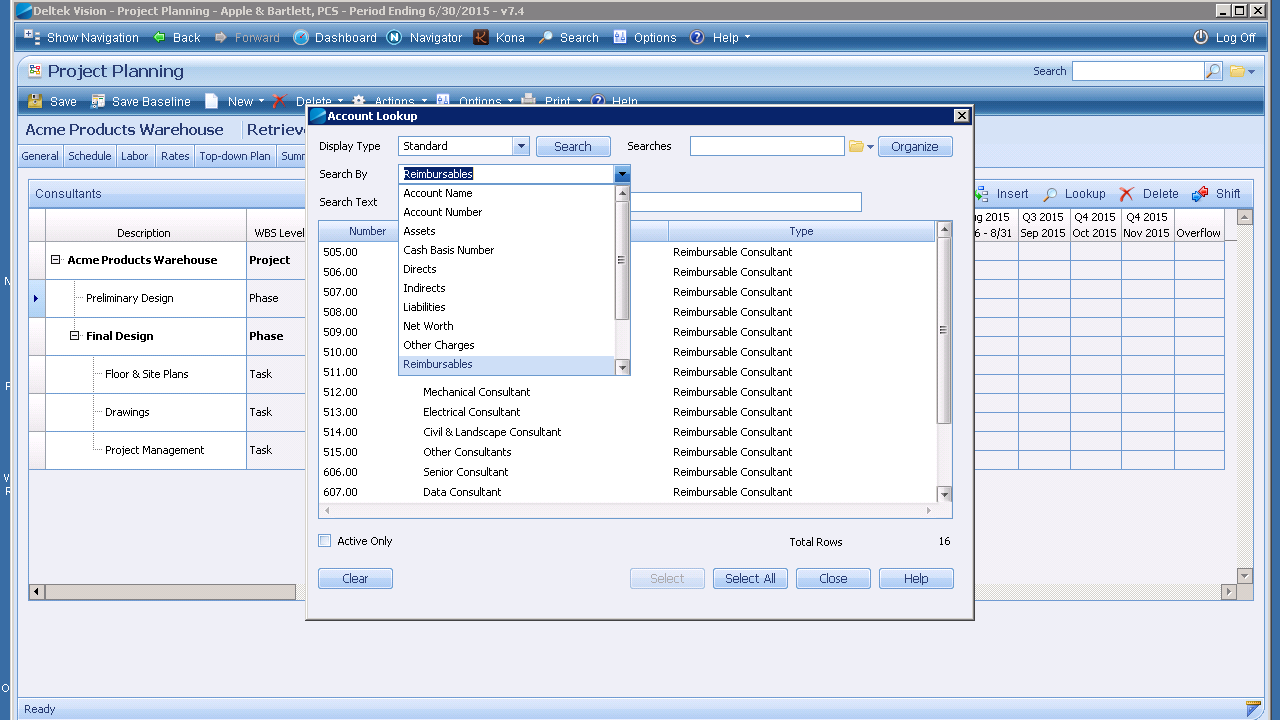 Deltek Vision - Project Planning - Apple & Bartlett, PCS - Period Ending 6/30/2015 - v7.4
Show Navigation Back Forward Dashboard Navigator Kona Search Options Help Log Off
Project Planning Search
Save Save Baseline New Delete Actions Options Print Help
Acme Products Warehouse Retrieve
General Schedule Labor Rates Top-down Plan Sum
Consultants Insert Lookup Delete Shift
Description WBS Level
2015 Q3 2015 Q4 2015 Q4 2015
- 8/31 Sep 2015 Oct 2015 Nov 2015 Overflow
Acme Products Warehouse Project
Preliminary Design Phase
Final Design Phase
Floor & Site Plans Task
Drawings Task
Project Management Task
Account Lookup
Display Type Standard Search Searches Organize
Search By Reimbursables
Search Text
Account Name
Account Number
Assets
Cash Basis Number
Directs
Indirects
Liabilities
Net Worth
Other Charges
Reimbursables
Number Type
505.00 Reimbursable Consultant
506.00 Reimbursable Consultant
507.00 Reimbursable Consultant
508.00 Reimbursable Consultant
509.00 Reimbursable Consultant
510.00 Reimbursable Consultant
511.00 Reimbursable Consultant
512.00 Mechanical Consultant Reimbursable Consultant
513.00 Electrical Consultant Reimbursable Consultant
514.00 Civil & Landscape Consultant Reimbursable Consultant
515.00 Other Consultants Reimbursable Consultant
606.00 Senior Consultant Reimbursable Consultant
607.00 Data Consultant Reimbursable Consultant
Active Only Total Rows 16
Clear Select Select All Close Help
Ready